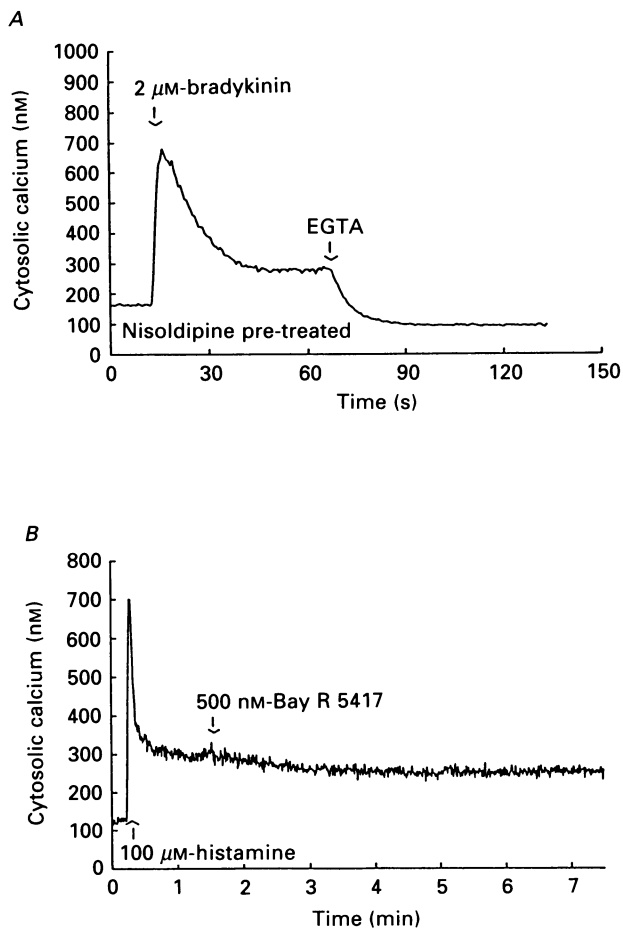 A
1000
900
800
700
600
500
400
300
200
100
0
Cytosolic calcium (nM)
2 μM-bradykinin
EGTA
Nisoldipine pre-treated
0 30 60 90 120 150
Time (s)
B
800
700
600
500
400
300
200
100
0
Cytosolic calcium (nM)
500 nM-Bay R 5417
100 μM-histamine
0 1 2 3 4 5 6 7
Time (min)